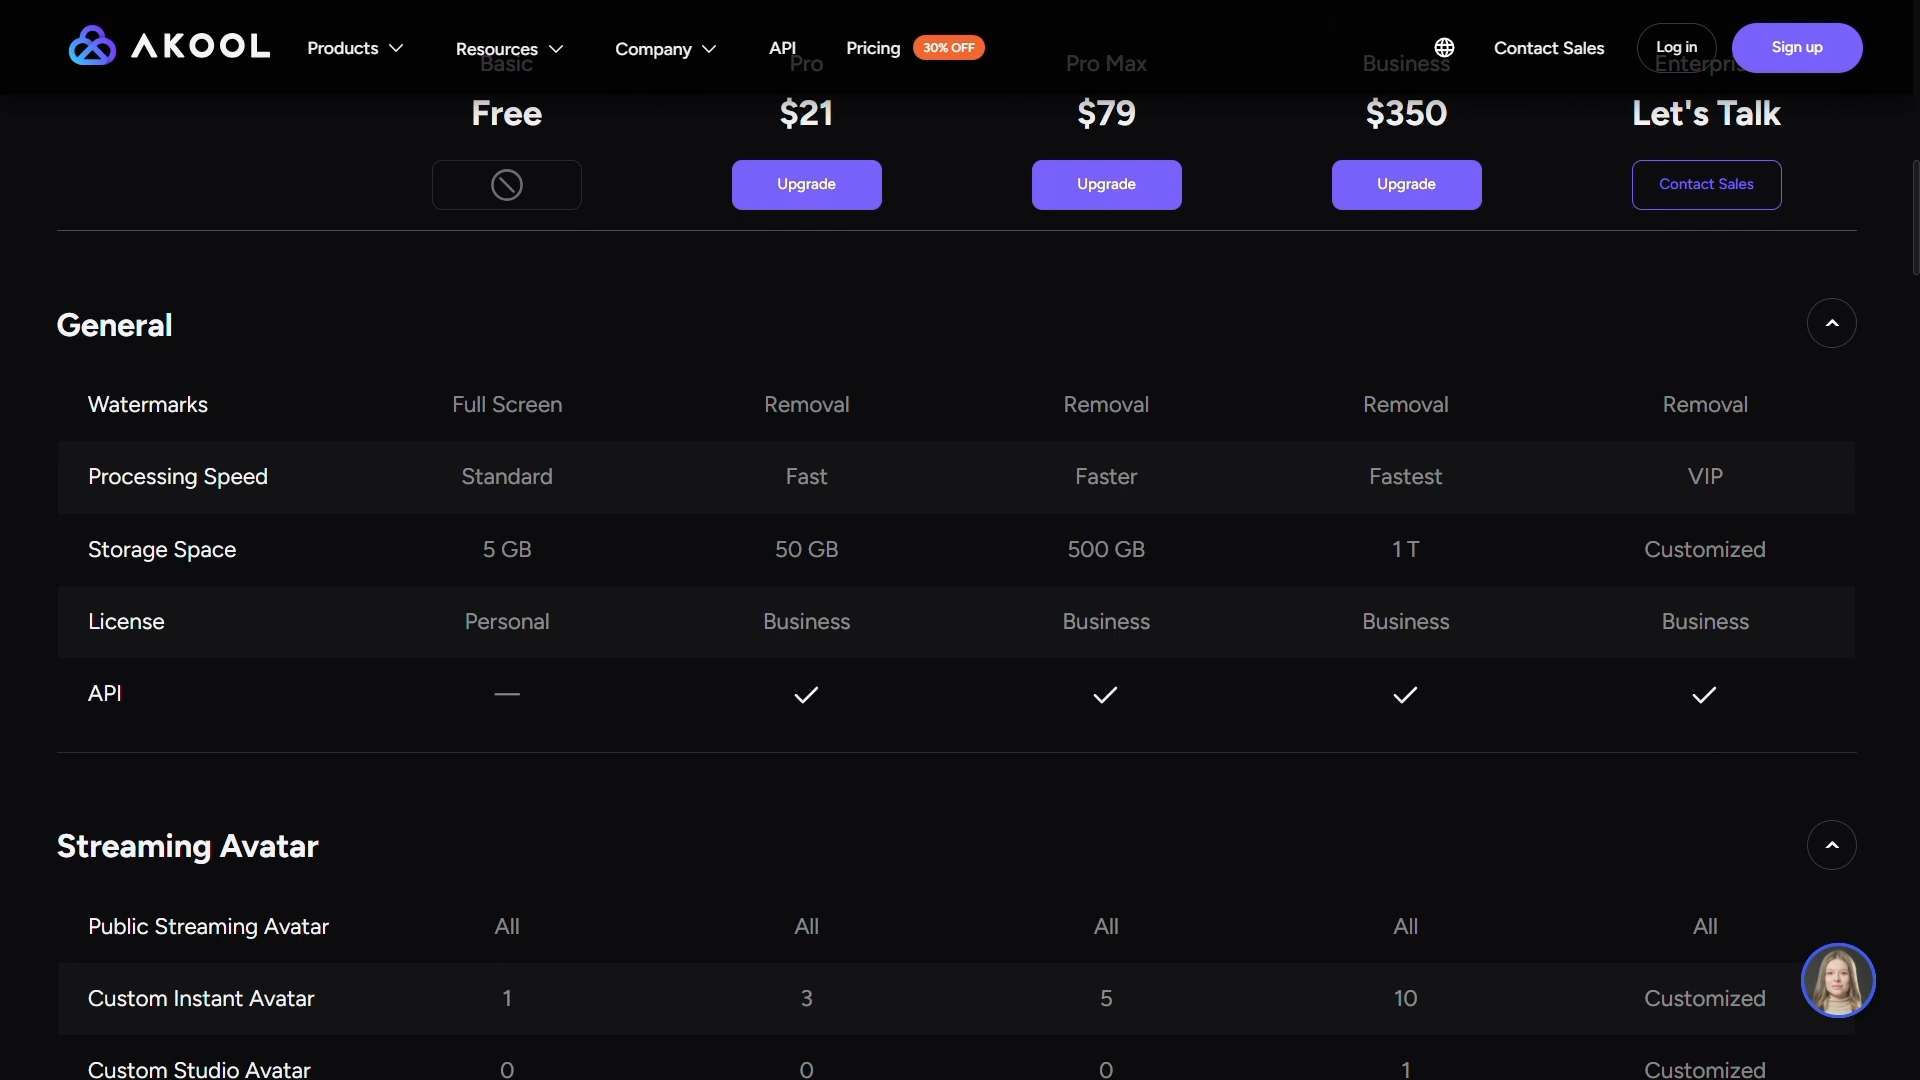 AKOOL Products Resources Company API Pricing 30% OFF Contact Sales Log in Sign up
Basic Pro Pro Max Business Enterprise
Free $21 $79 $350 Let's Talk
Upgrade Upgrade Upgrade Contact Sales
General
Watermarks Full Screen Removal Removal Removal Removal
Processing Speed Standard Fast Faster Fastest VIP
Storage Space 5 GB 50 GB 500 GB 1 T Customized
License Personal Business Business Business Business
API — ✓ ✓ ✓ ✓
Streaming Avatar
Public Streaming Avatar All All All All All
Custom Instant Avatar 1 3 5 10 Customized
Custom Studio Avatar 0 0 0 1 Customized